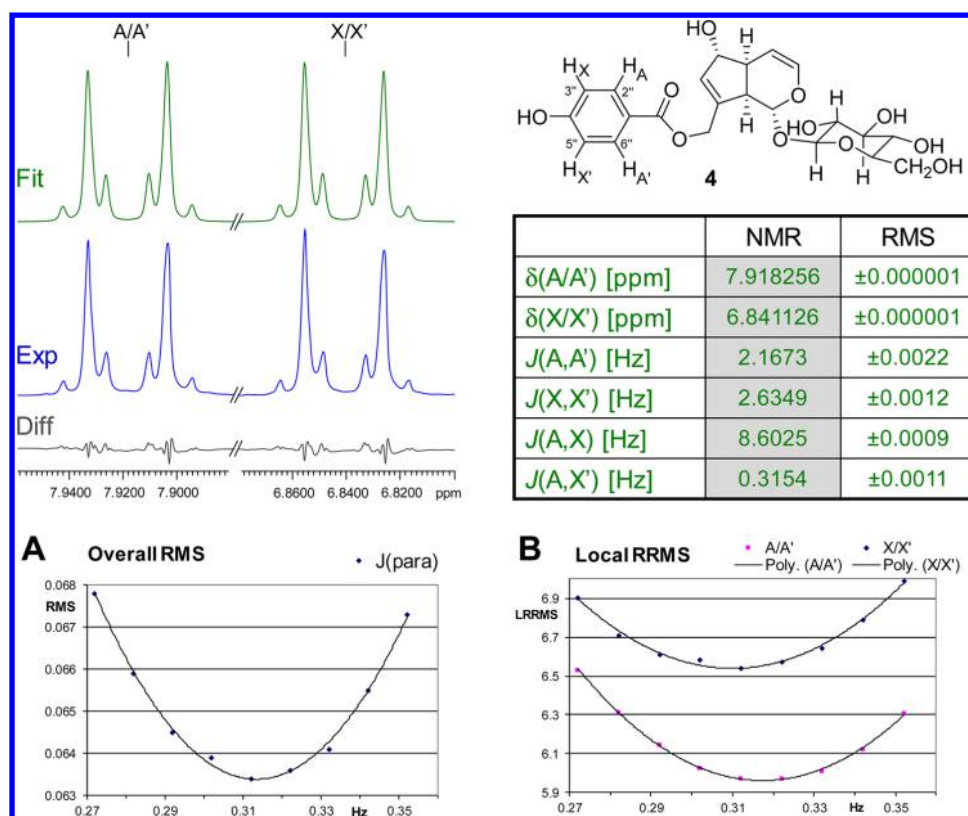 A/A’ X/X’
Fit
Exp
Diff
7.9400 7.9200 7.9000 6.8600 6.8400 6.8200 ppm
HO H
H
H
O
O
O
O
O
HO
H_X H_A
3" 2"
5" 6"
H_X' H_A'
H
HO OH
HO
OH
O
CH₂OH
H H
4
NMR RMS
δ(A/A’) [ppm] 7.918256 ±0.000001
δ(X/X’) [ppm] 6.841126 ±0.000001
J(A,A’) [Hz] 2.1673 ±0.0022
J(X,X’) [Hz] 2.6349 ±0.0012
J(A,X) [Hz] 8.6025 ±0.0009
J(A,X’) [Hz] 0.3154 ±0.0011
A Overall RMS
J(para)
0.068
RMS
0.067
0.066
0.065
0.064
0.063
0.27 0.29 0.31 Hz 0.33 0.35
B Local RRMS
A/A’ X/X’
Poly. (A/A’) Poly. (X/X’)
6.9
LRRMS
6.7
6.5
6.3
6.1
5.9
0.27 0.29 0.31 Hz 0.33 0.35